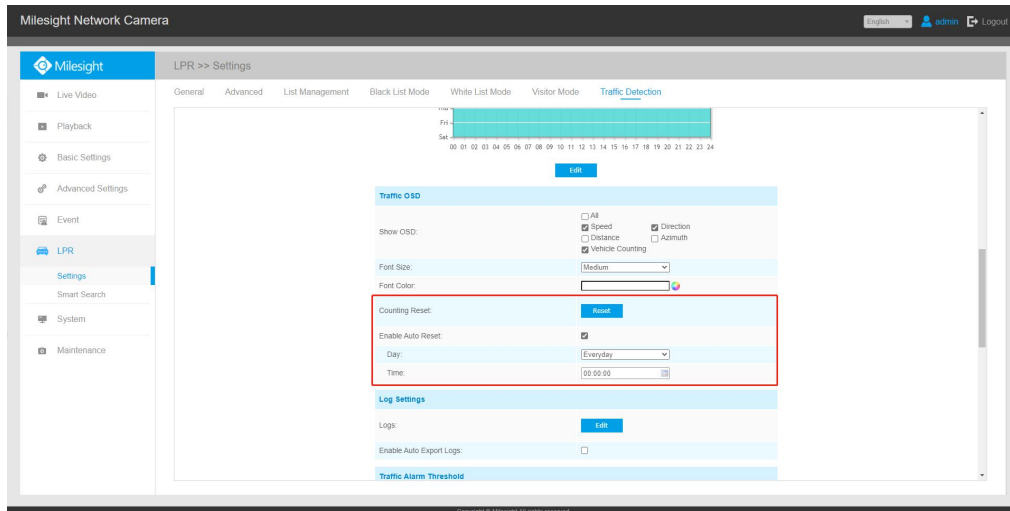 Milesight Network Camera
English admin Logout
Milesight
LPR >> Settings
Live Video
Playback
Basic Settings
Advanced Settings
Event
LPR
Settings
Smart Search
System
Maintenance
General Advanced List Management Black List Mode White List Mode Visitor Mode Traffic Detection
Thu
Fri
Sat
00 01 02 03 04 05 06 07 08 09 10 11 12 13 14 15 16 17 18 19 20 21 22 23 24
Edit
Traffic OSD
Show OSD:
All
Speed Direction
Distance Azimuth
Vehicle Counting
Font Size: Medium
Font Color:
Counting Reset: Reset
Enable Auto Reset:
Day: Everyday
Time: 00:00:00
Log Settings
Logs: Edit
Enable Auto Export Logs:
Traffic Alarm Threshold